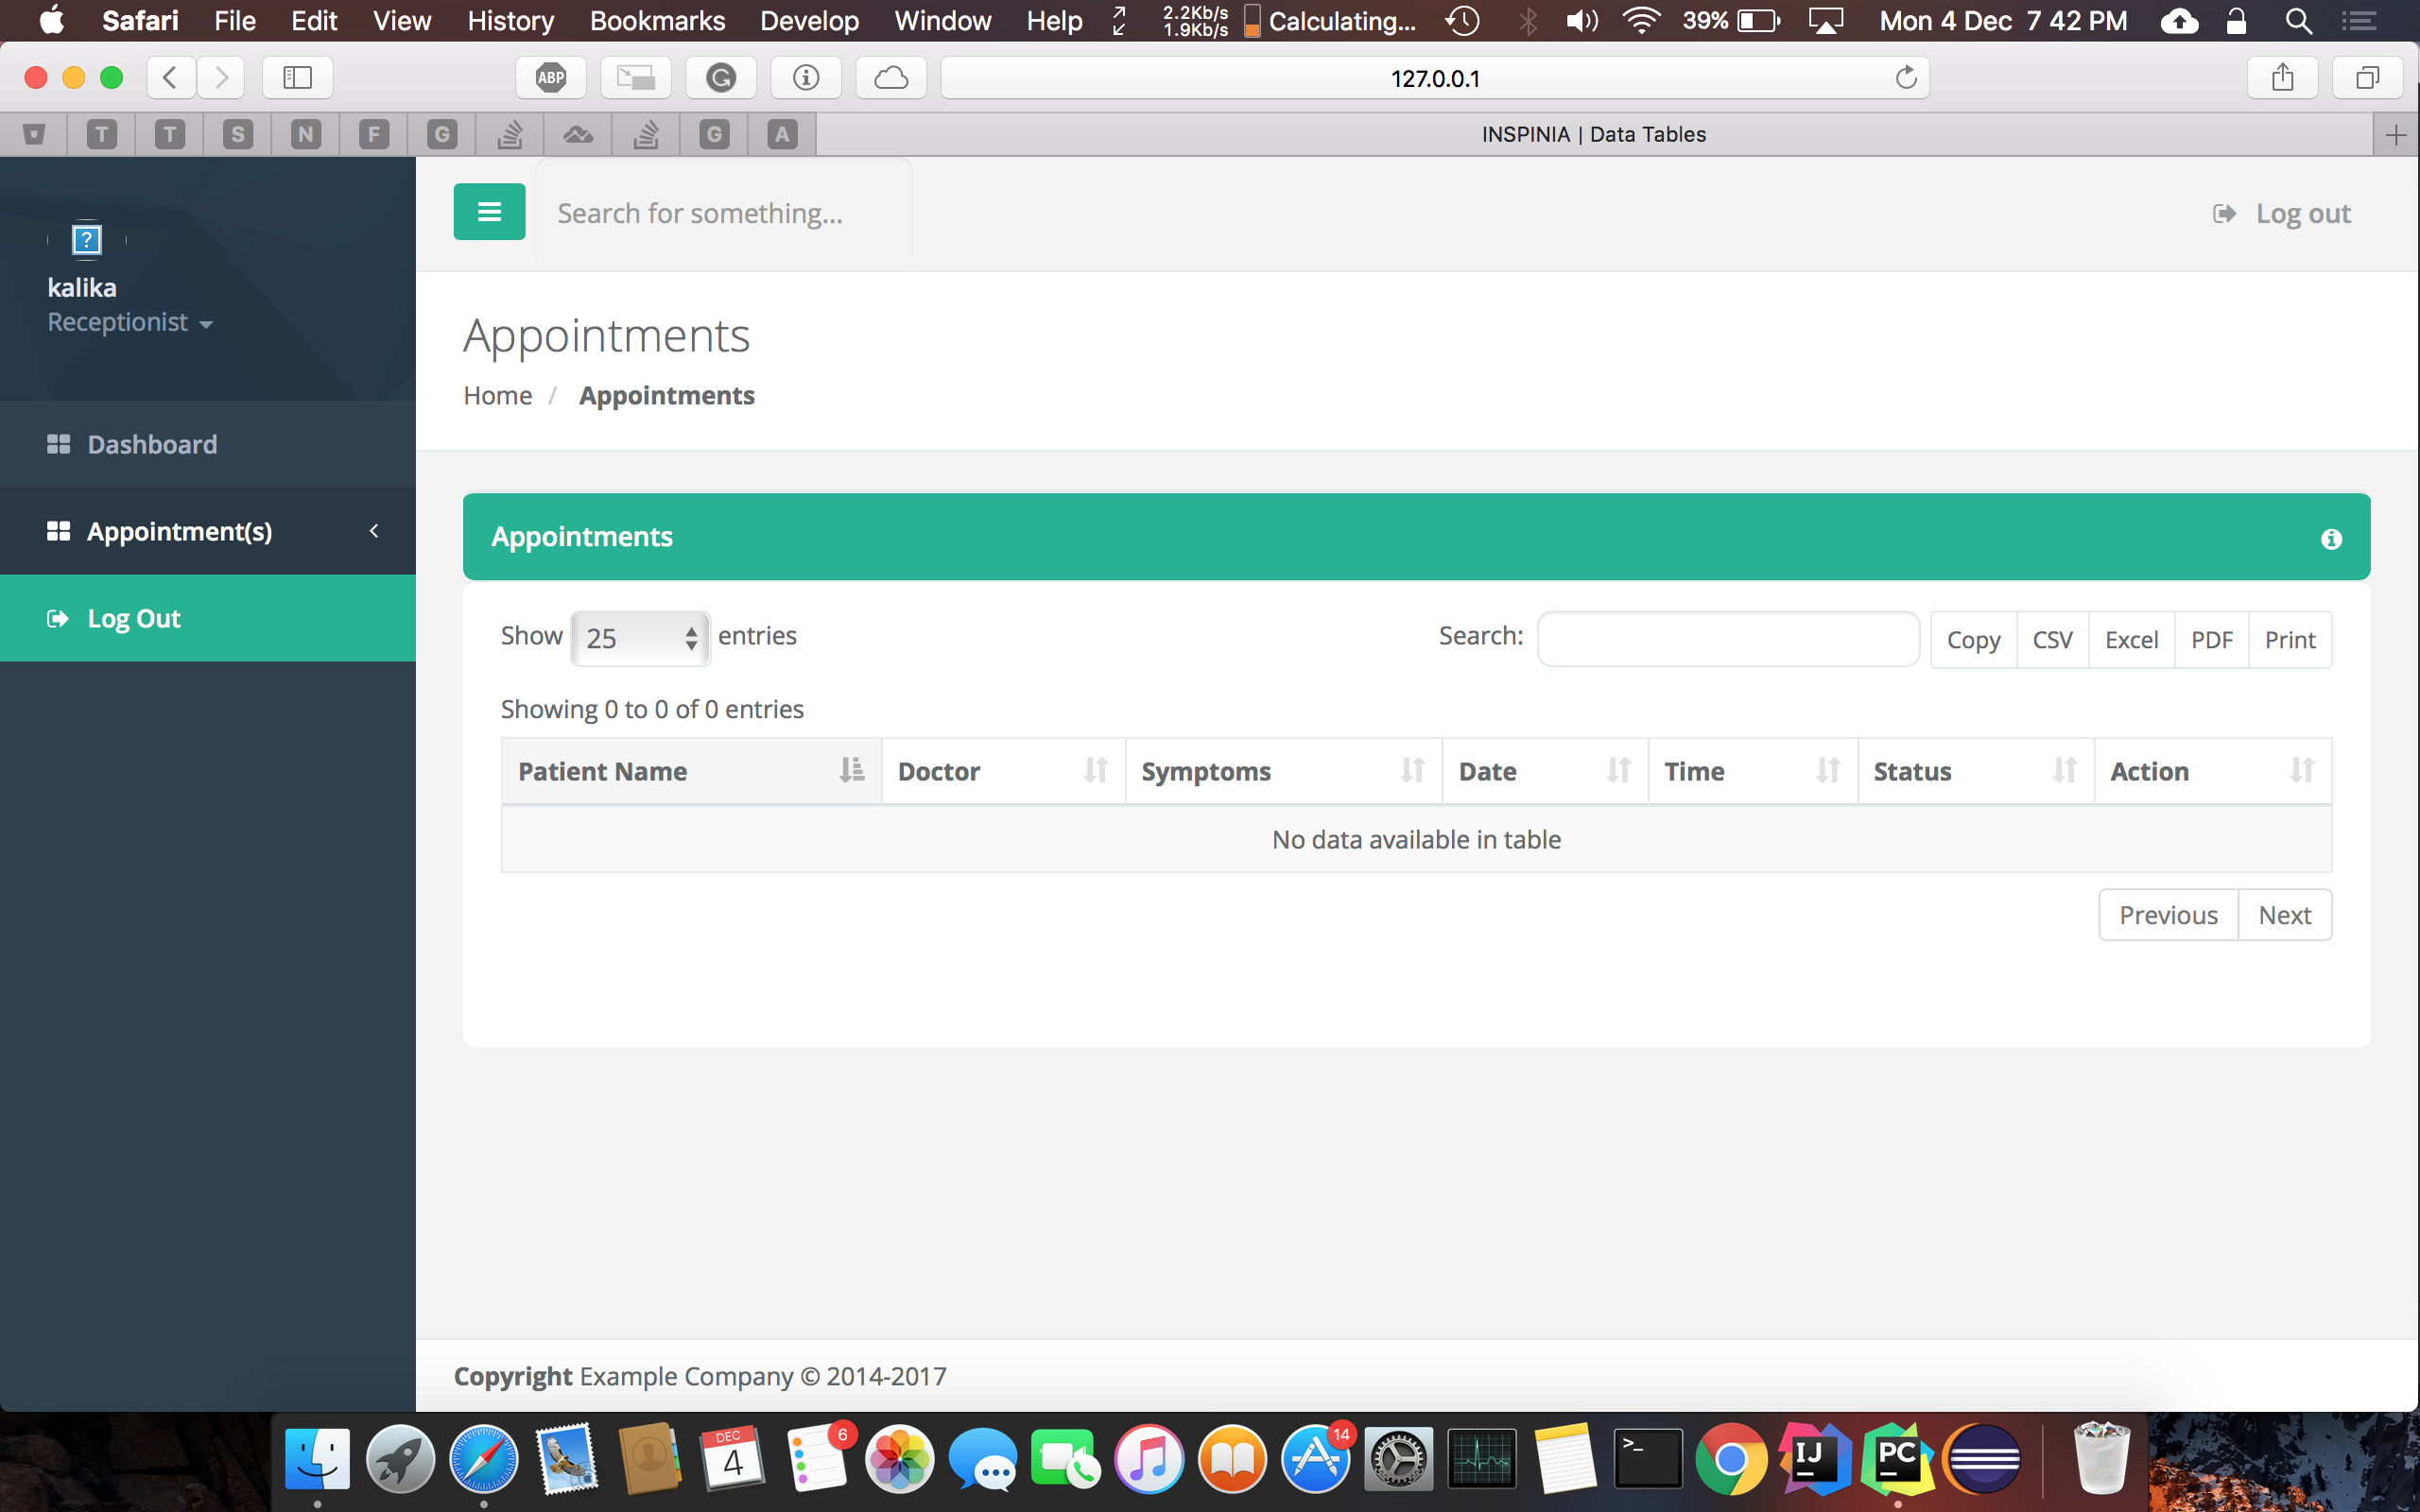 Safari File Edit View History Bookmarks Develop Window Help 2.2Kb/s 1.9Kb/s Calculating... 39% Mon 4 Dec 7 42 PM
ABP 127.0.0.1
T T S N F G G A INSPINIA | Data Tables
Search for something...
Log out
?
kalika
Receptionist
Appointments
Home / Appointments
Dashboard
Appointment(s)
Log Out
Appointments
Show 25 entries
Search:
Copy CSV Excel PDF Print
Showing 0 to 0 of 0 entries
Patient Name Doctor Symptoms Date Time Status Action
No data available in table
Previous Next
Copyright Example Company © 2014-2017
DEC
4
6
14
>_
IJ
PC